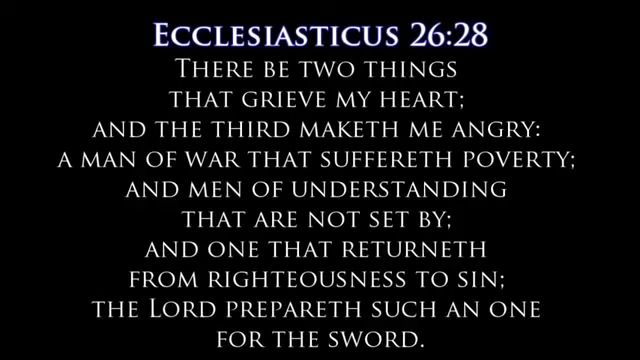 Ecclesiasticus 26:28
There be two things
that grieve my heart;
and the third maketh me angry:
a man of war that suffereth poverty;
and men of understanding
that are not set by;
and one that returneth
from righteousness to sin;
the Lord prepareth such an one
for the sword.